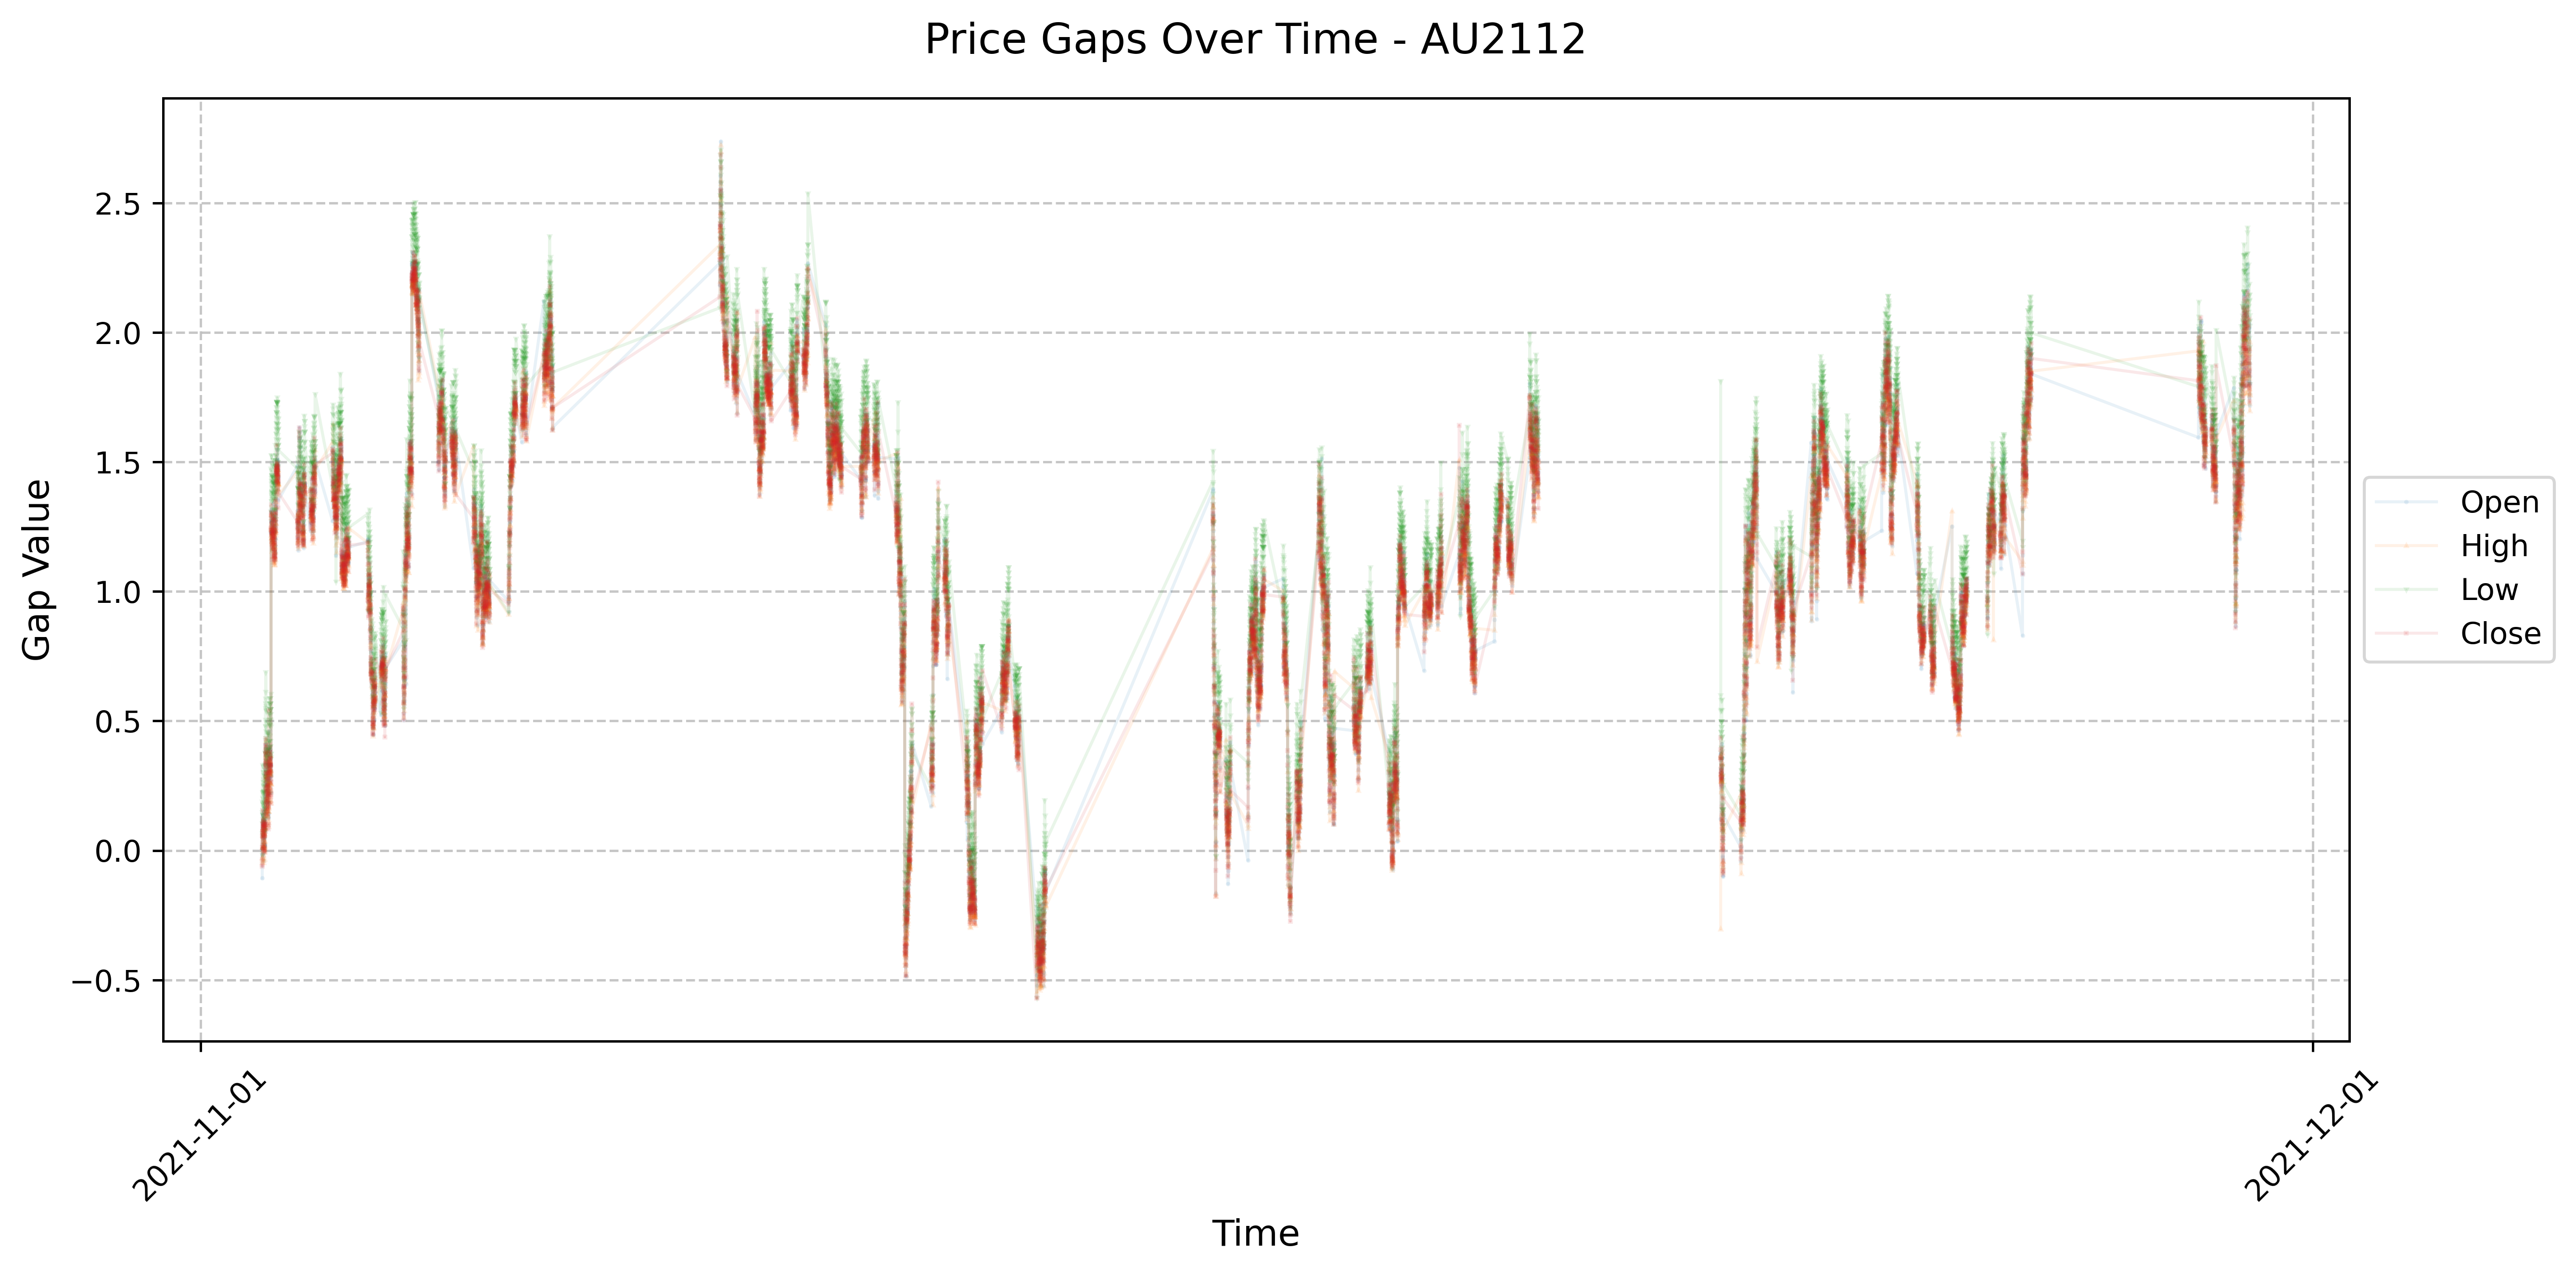 Price Gaps Over Time - AU2112
Gap Value
2.5
2.0
1.5
1.0
0.5
0.0
−0.5
2021-11-01
2021-12-01
Time
Open
High
Low
Close